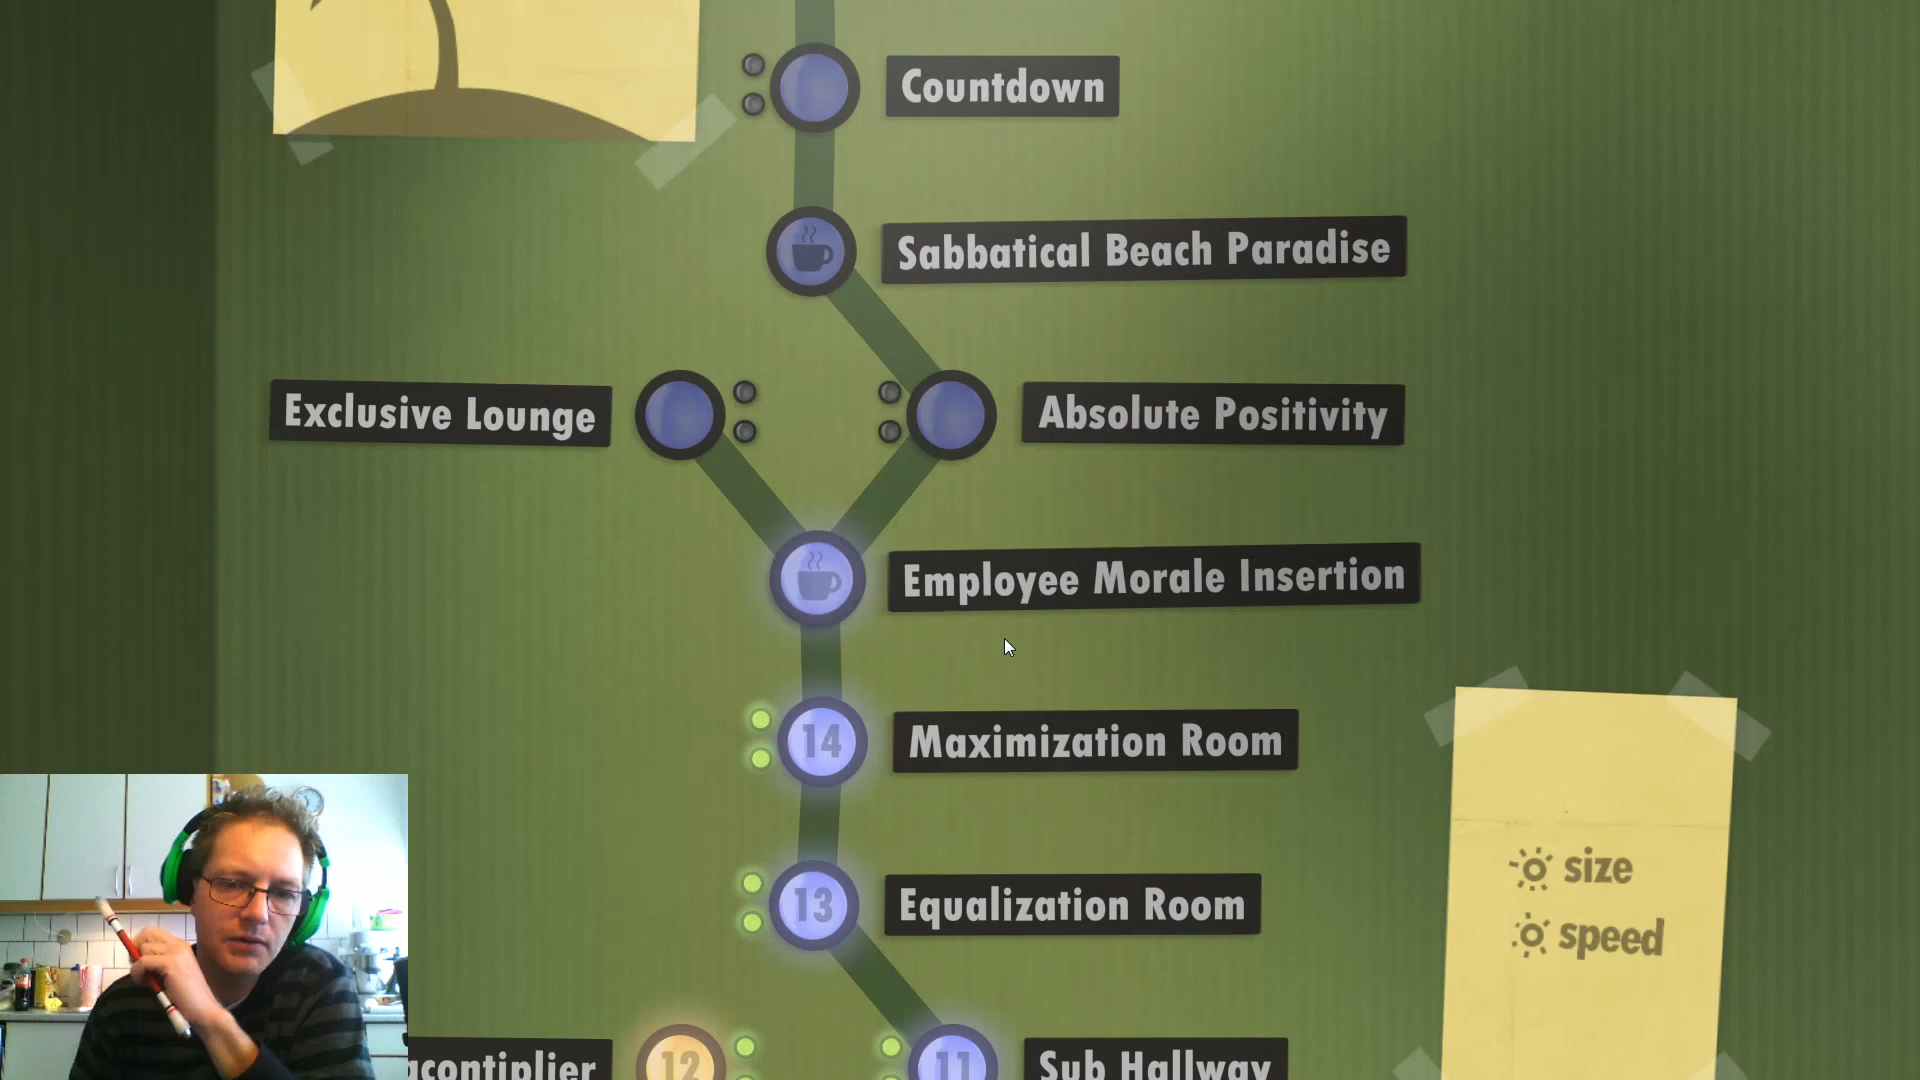 Countdown
Sabbatical Beach Paradise
Exclusive Lounge
Absolute Positivity
Employee Morale Insertion
14
Maximization Room
size
13
Equalization Room
speed
12
11
Sub Hallway